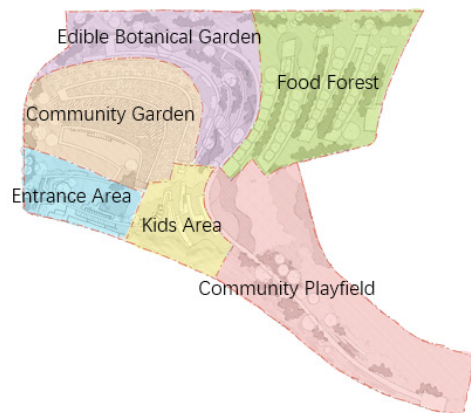 Edible Botanical Garden
Food Forest
Community Garden
Entrance Area
Kids Area
Community Playfield